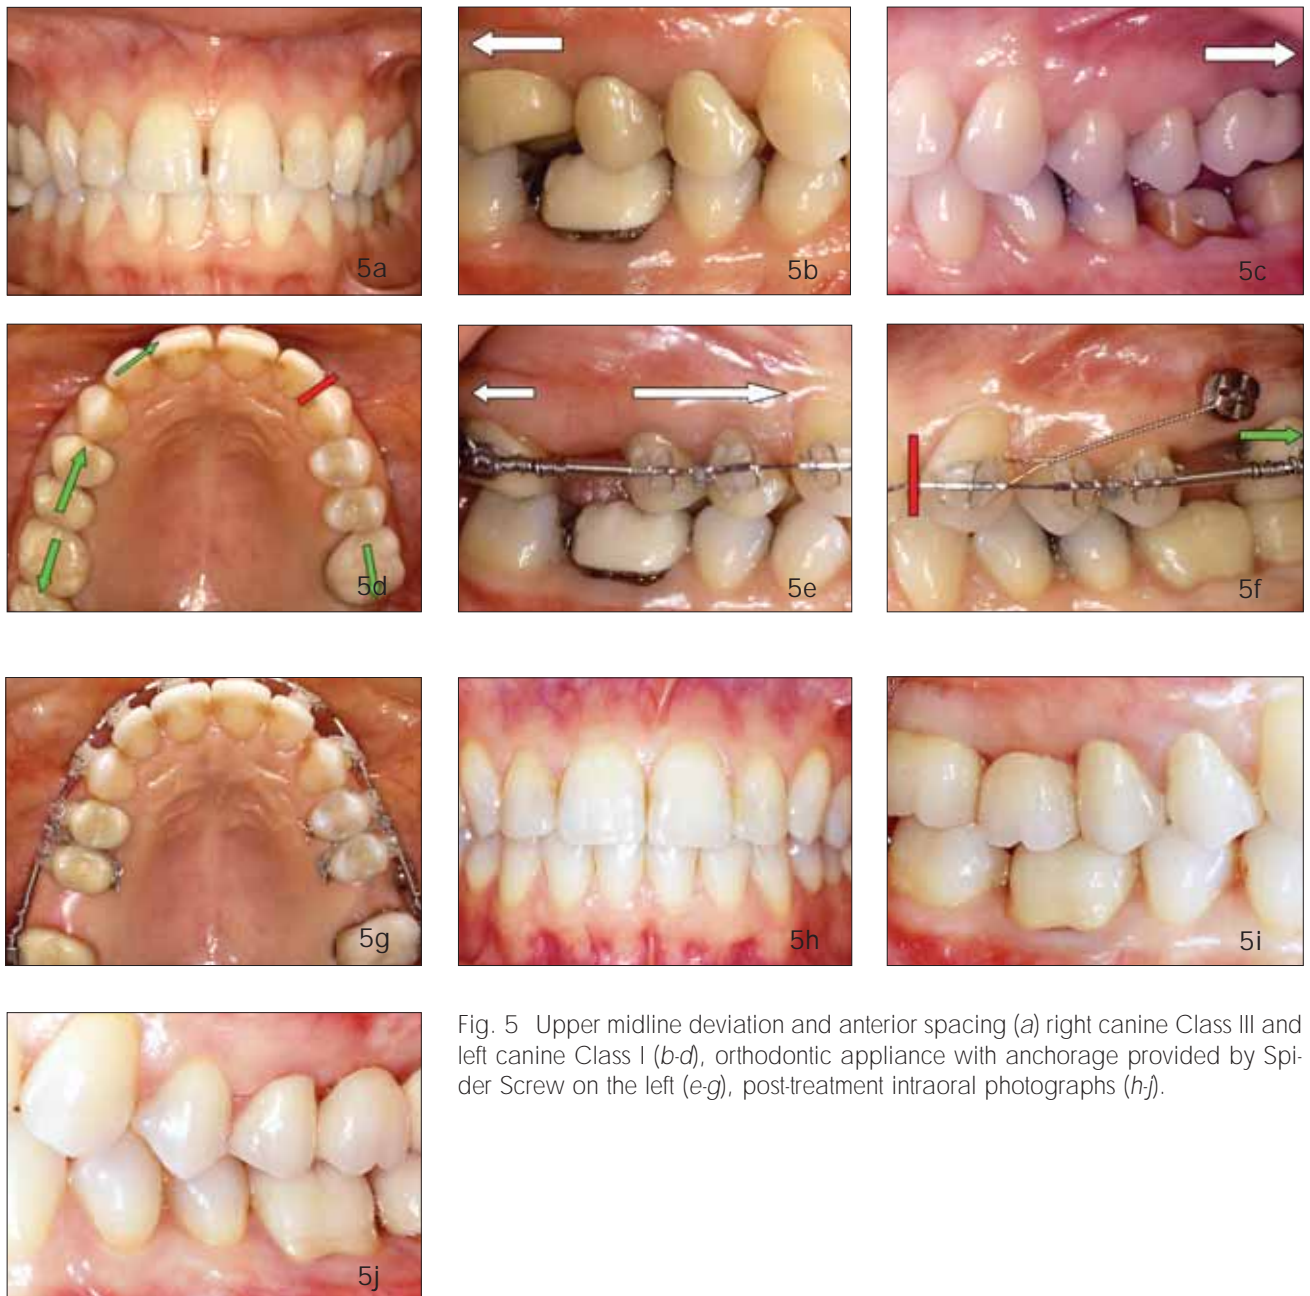 5a
5b
5c
5d
5e
5f
5g
5h
5i
5j
Fig. 5 Upper midline deviation and anterior spacing (a) right canine Class III and
left canine Class I (b-d), orthodontic appliance with anchorage provided by Spi-
der Screw on the left (e-g), post-treatment intraoral photographs (h-j).